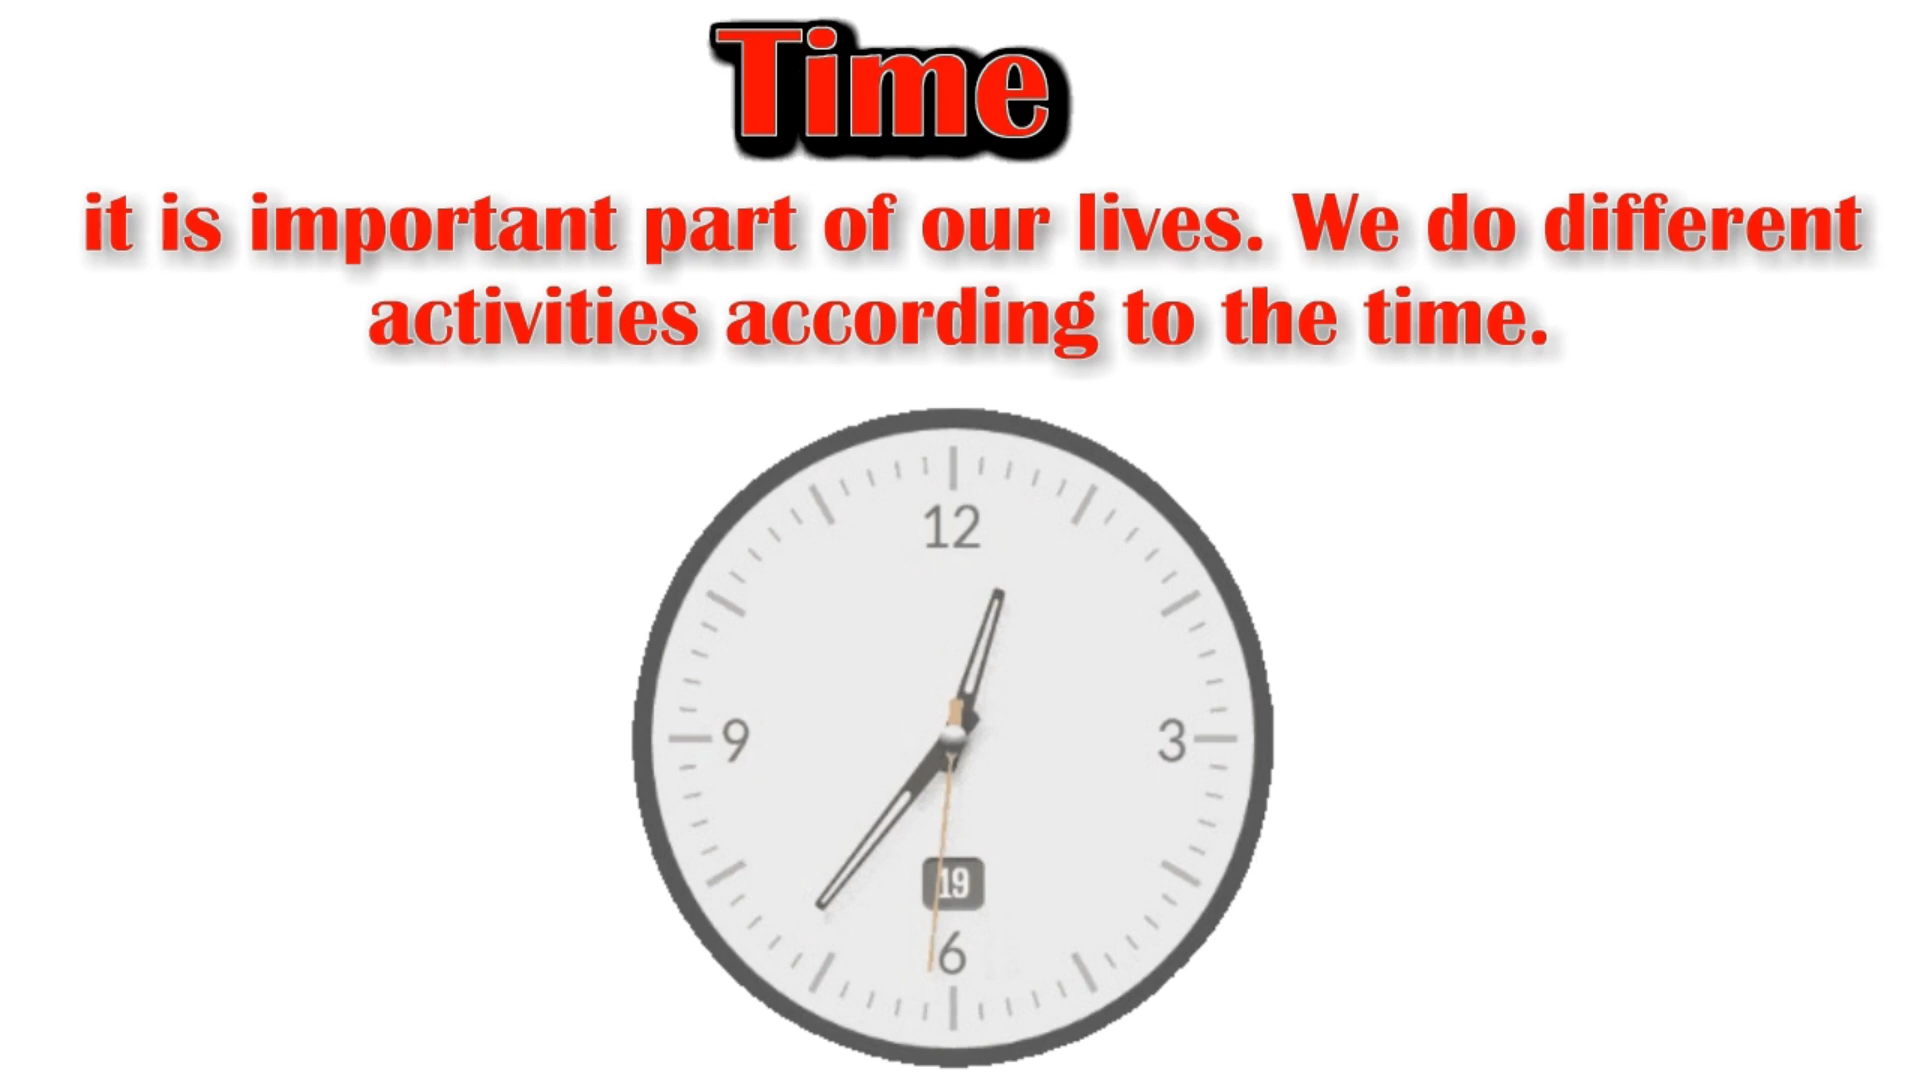 Time
it is important part of our lives. We do different
activities according to the time.
12
9
3
19
6